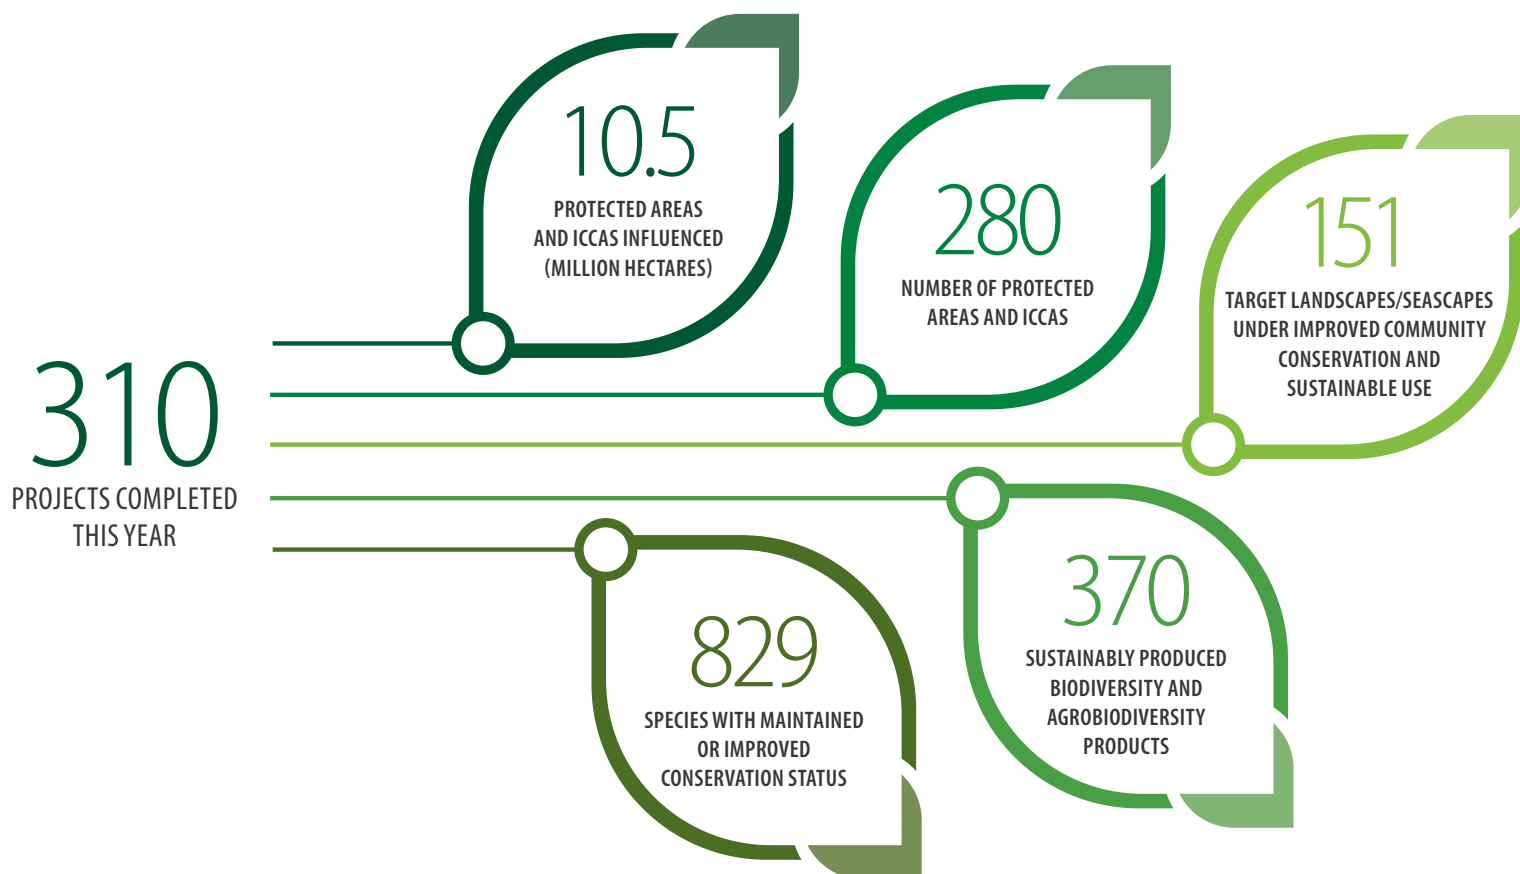 310
PROJECTS COMPLETED
THIS YEAR
10.5
PROTECTED AREAS
AND ICCAS INFLUENCED
(MILLION HECTARES)
280
NUMBER OF PROTECTED
AREAS AND ICCAS
151
TARGET LANDSCAPES/SEASCAPES
UNDER IMPROVED COMMUNITY
CONSERVATION AND
SUSTAINABLE USE
829
SPECIES WITH MAINTAINED
OR IMPROVED
CONSERVATION STATUS
370
SUSTAINABLY PRODUCED
BIODIVERSITY AND
AGROBIODIVERSITY
PRODUCTS